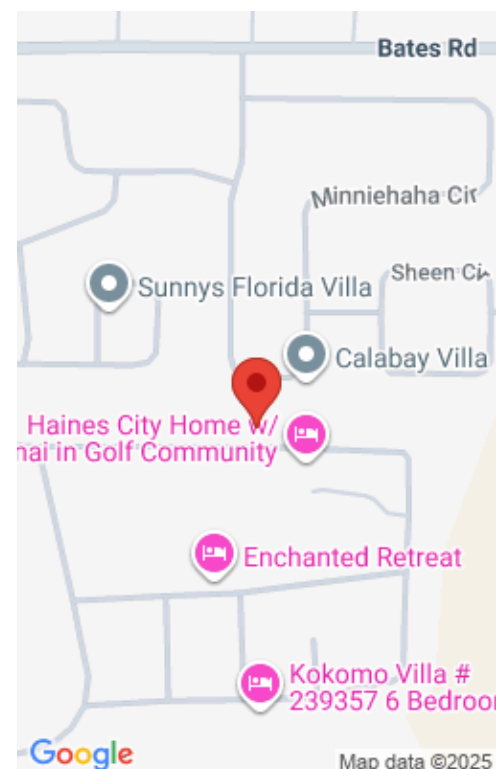 Bates Rd
Minniehaha Cir
Sheen Ci
Sunnys Florida Villa
Calabay Villa
Haines City Home w/
nai in Golf Community
Enchanted Retreat
Kokomo Villa #
239357 6 Bedroo
Google
Map data ©2025